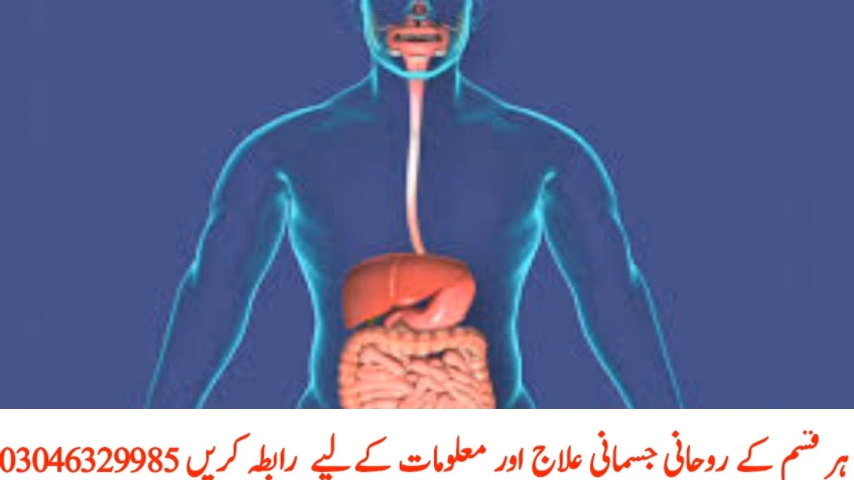 ہر قسم کے روحانی جسمانی علاج اور معلومات کے لیے رابطہ کریں 03046329985